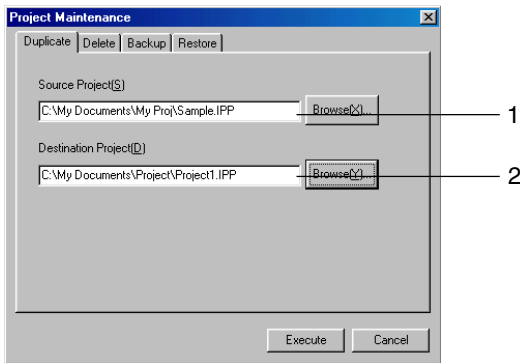 Project Maintenance
Duplicate Delete Backup Restore
Source Project(S)
C:\My Documents\My Proj\Sample.IPP Browse(X)... 1
Destination Project(D)
C:\My Documents\Project\Project1.IPP Browse(Y)... 2
Execute Cancel